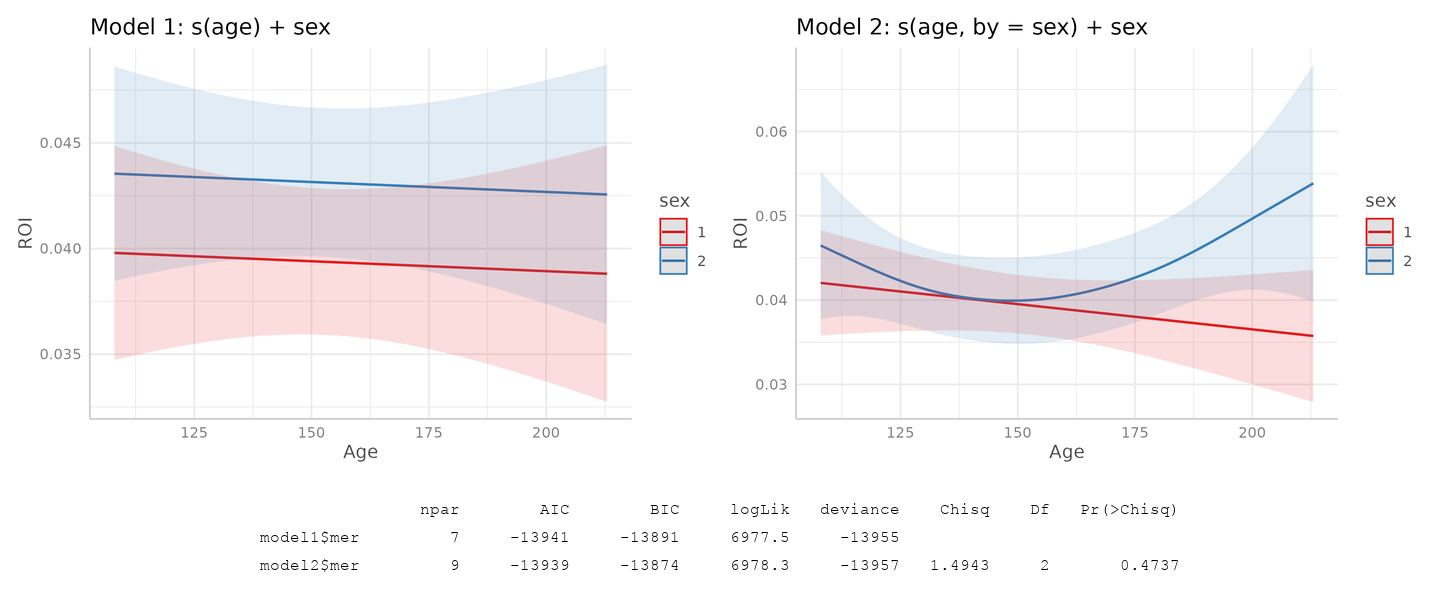 Model 1: s(age) + sex
0.045
0.040
0.035
ROI
125 150 175 200
Age
sex
1
2
Model 2: s(age, by = sex) + sex
0.06
0.05
0.04
0.03
ROI
125 150 175 200
Age
sex
1
2
npar AIC BIC logLik deviance Chisq Df Pr(>Chisq)
model1$mer 7 -13941 -13891 6977.5 -13955
model2$mer 9 -13939 -13874 6978.3 -13957 1.4943 2 0.4737